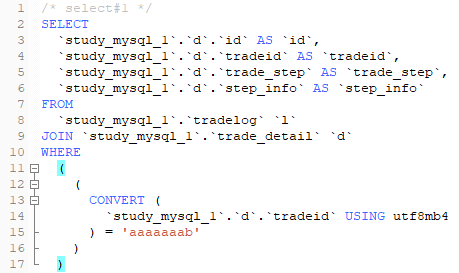 1 /* select#1 */
2 SELECT
3 `study_mysql_1`.`d`.`id` AS `id`,
4 `study_mysql_1`.`d`.`tradeid` AS `tradeid`,
5 `study_mysql_1`.`d`.`trade_step` AS `trade_step`,
6 `study_mysql_1`.`d`.`step_info` AS `step_info`
7 FROM
8 `study_mysql_1`.`tradelog` `l`
9 JOIN `study_mysql_1`.`trade_detail` `d`
10 WHERE
11 (
12 (
13 CONVERT (
14 `study_mysql_1`.`d`.`tradeid` USING utf8mb4
15 ) = 'aaaaaaab'
16 )
17 )